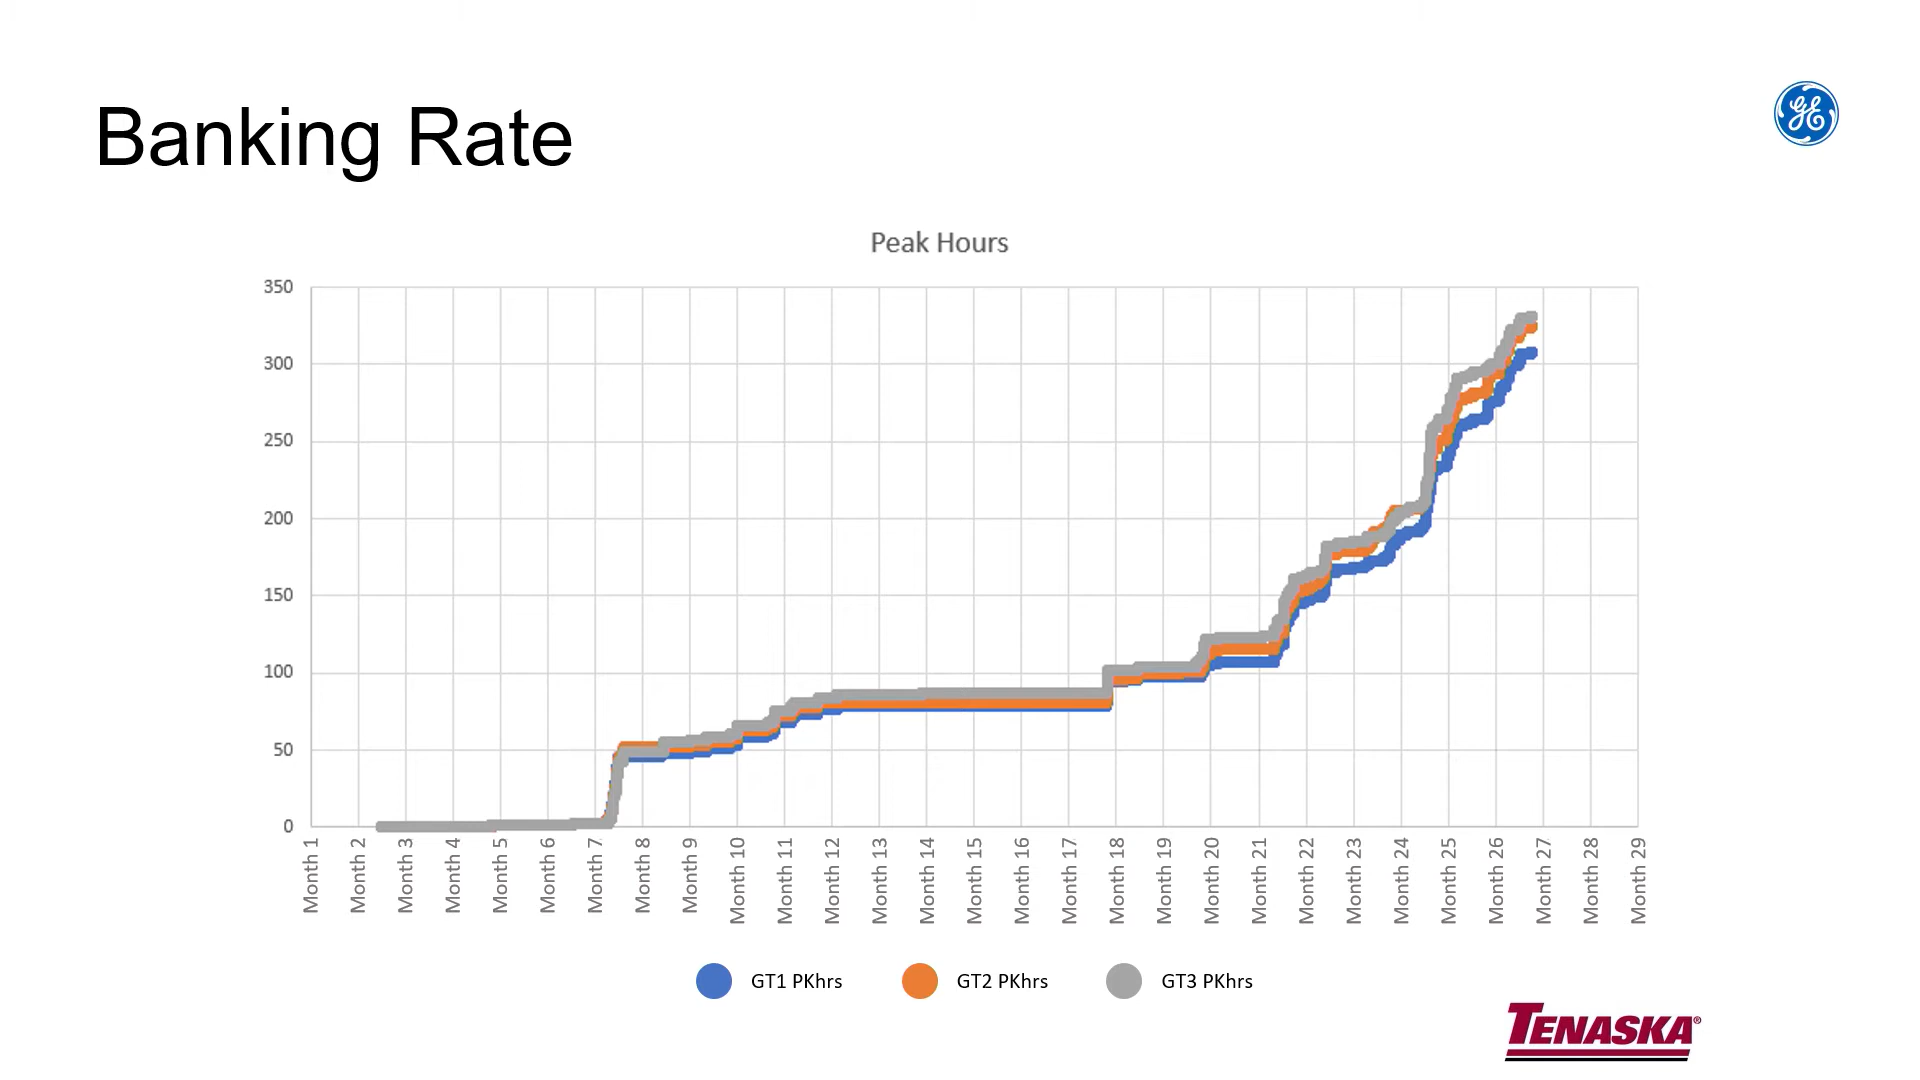 Banking Rate
GE
Peak Hours
350
300
250
200
150
100
50
0
Month 1
Month 2
Month 3
Month 4
Month 5
Month 6
Month 7
Month 8
Month 9
Month 10
Month 11
Month 12
Month 13
Month 14
Month 15
Month 16
Month 17
Month 18
Month 19
Month 20
Month 21
Month 22
Month 23
Month 24
Month 25
Month 26
Month 27
Month 28
Month 29
GT1 PKhrs
GT2 PKhrs
GT3 PKhrs
TENASKA®